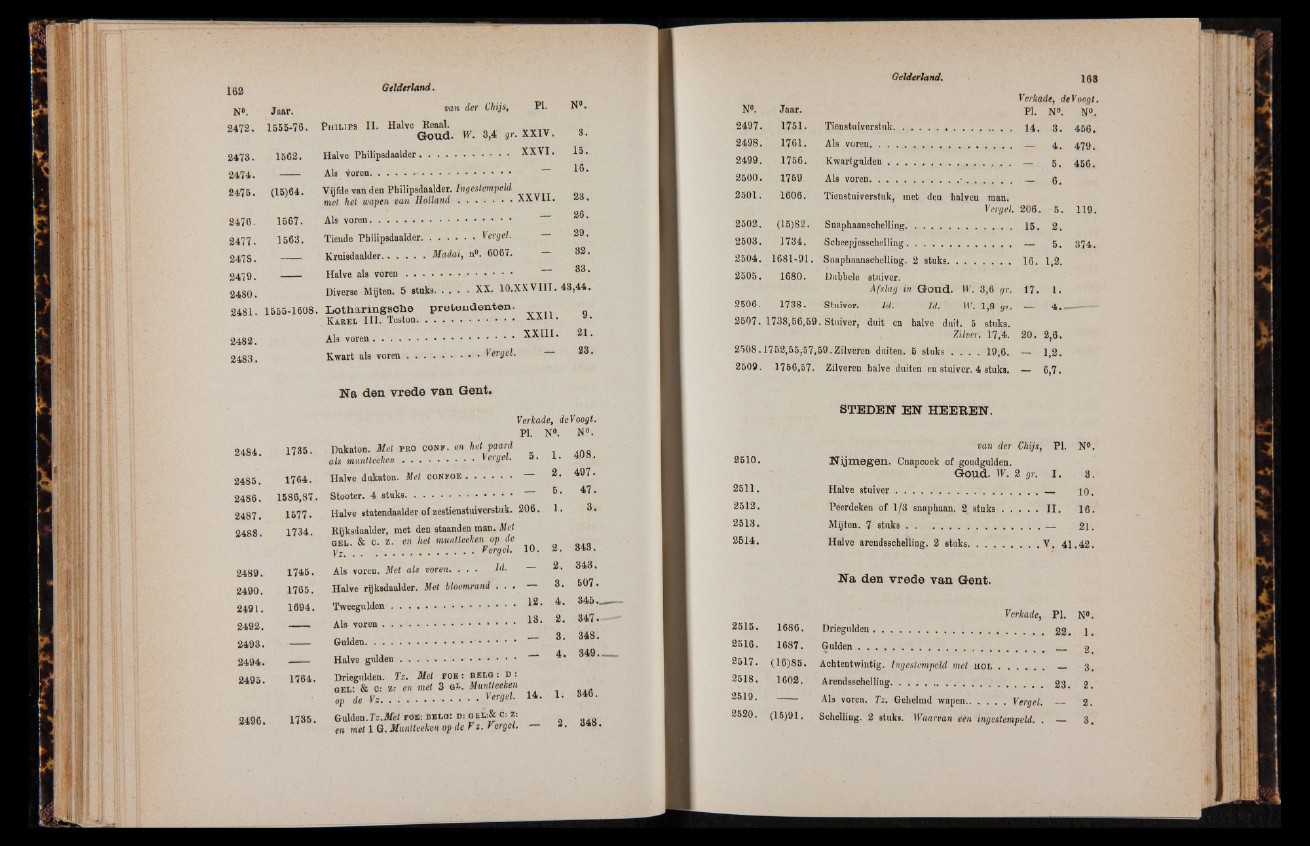 162 Gelderland.
Nº. Jaar. van der Chijs, Pl. Nº.
2472. 1555-76. PHILIPS II. Halve Reaal.
Goud. W. 3,4 gr. XXIV. 3.
2473. 1562. Halve Philipsdaalder . . . . . . . . . . . XXVI. 15.
2474. —— Als voren. . . . . . . . . . . . . . . . . — 16.
2475. (15)64. Vijfde van den Philipsdaalder. Ingestempeld
met het wapen van Holland . . . . . . . XXVII. 23.
2476. 1567. Als voren. . . . . . . . . . . . . . . . . — 26.
2477. 1563. Tiende Philipsdaalder. . . . . . . Vergel. — 29.
2478. —— Kruisdaalder. . . . . . Madai, nº. 6067. — 32.
2479. —— Halve als voren . . . . . . . . . . . . . — 33.
2480. Diverse Mijten. 5 stuks. . . . . XX. 10.XXVIII. 43,44.
2481. 1555-1608. Lotharingsche pretendenten.
KAREL III. Teston. . . . . . . . . . . . . XXII. 9.
2482. Als voren . . . . . . . . . . . . . . . . . XXIII. 21.
2483. Kwart als voren . . . . . . . . . Vergel. — 23.
Na den vrede van Gent.
Verkade, de Voogt.
Pl. Nº. Nº.
2484. 1735. Dukaton. Met PRO CONF. en het paard
als muntteeken . . . . . . . . . Vergel. 5. 1. 408.
2485. 1764. Halve dukaton. Met CONFOE . . . . . . — 2. 497.
2486. 1586,87. Stooter. 4 stuks. . . . . . . . . . . . . . — 5. 47.
2487. 1577. Halve statendaalder of zestienstuiverstuk. 206. 1. 3.
2488. 1734. Rijksdaalder, met den staanden man. Met
GEL. & C. Z. en het muntteeken op de
Vz. . . . . . . . . . . . . . . . Vergel. 10. 2. 343.
2489. 1745. Als voren. Met als voren. . . . Id. — 2. 343.
2490. 1765. Halve rijksdaalder. Met bloemrand . . . — 3. 507.
2491. 1694. Tweegulden . . . . . . . . . . . . . . . 12. 4. 345.
2492. —— Als voren . . . . . . . . . . . . . . . . 13. 2. 347.
2493. —— Gulden. . . . . . . . . . . . . . . . . . — 3. 348.
2494. —— Halve gulden . . . . . . . . . . . . . . — 4. 349.
2495. 1764. Driegulden. Tz. Met FOE: BELG: D:
GEL: & C: Z: en met 3 GL. Muntteeken
op de Vz. . . . . . . . . . . . . Vergel. 14. 1. 346.
2496. 1735. Gulden. Tz. Met FOE: BELG: D: GEL: & C: Z:
en met 1 G. Muntteeken op de Vz. Vergel. — 2. 348.
Gelderland. 163
Verkade, de Voogt.
Nº. Jaar. Pl. Nº. Nº.
2497. 1751. Tienstuiverstuk. . . . . . . . . . . . . . . 14. 3. 456.
2498. 1761. Als voren. . . . . . . . . . . . . . . . . — 4. 479.
2499. 1756. Kwartgulden . . . . . . . . . . . . . . . — 5. 456.
2500. 1759. Als voren. . . . . . . . . . . . . . . . . — 6.
2501. 1606. Tienstuiverstuk, met den halven man.
Vergel. 206. 5. 119.
2502. (15)82. Snaphaanschelling. . . . . . . . . . . . . 15. 2.
2503. 1734. Scheepjesschelling . . . . . . . . . . . . . — 5. 374.
2504. 1681-91. Snaphaanschelling. 2 stuks. . . . . . . . 16. 1,2.
2505. 1680. Dubbele stuiver.
Afslag in Goud. W. 3,6 gr. 17. 1.
2506. 1738. Stuiver. Id. Id. W. 1,8 gr. — 4.
2507. 1738,56,59. Stuiver, duit en halve duit. 5 stuks.
Zilver. 17,4. 20. 2,6.
2508. 1752,55,57,59. Zilveren duiten. 5 stuks . . . . 19,6. — 1,2.
2509. 1756,57. Zilveren halve duiten en stuiver. 4 stuks. — 6,7.
STEDEN EN HEEREN.
van der Chijs, Pl. Nº.
2510. Nijmegen. Cnapcoek of goudgulden.
Goud. W. 2 gr. I. 3.
2511. Halve stuiver . . . . . . . . . . . . . . . . . — 10.
2512. Peerdeken of 1/3 snaphaan. 2 stuks . . . . . II. 16.
2513. Mijten. 7 stuks . . . . . . . . . . . . . . . — 21.
2514. Halve arendsschelling. 2 stuks. . . . . . . . . V. 41.42.
Na den vrede van Gent.
Verkade, Pl. Nº.
2515. 1686. Driegulden . . . . . . . . . . . . . . . . . . . . 22. 1.
2516. 1687. Gulden . . . . . . . . . . . . . . . . . . . . . — 2.
2517. (16)85. Achtentwintig. Ingestempeld met HOL . . . . . . — 3.
2518. 1602. Arendsschelling. . . . . . . . . . . . . . . . . . 23. 2.
2519. —— Als voren. Tz. Gehelmd wapen. . . . . . Vergel. — 2.
2520. (15)91. Schelling. 2 stuks. Waarvan één ingestempeld. . — 3.